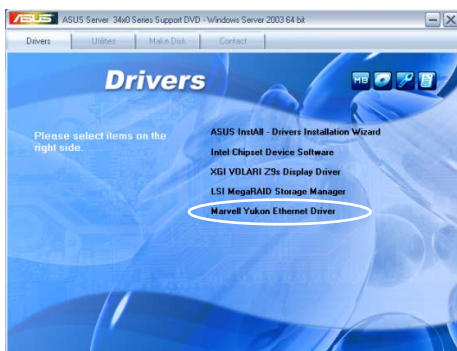 ASUS ASUS Server 34x0 Series Support DVD - Windows Server 2003 64 bit
Drivers Utilities Make Disk Contact
Drivers
MB
Please select items on the
right side.
ASUS InstAll - Drivers Installation Wizard
Intel Chipset Device Software
XGI VOLARI Z9s Display Driver
LSI MegaRAID Storage Manager
Marvell Yukon Ethernet Driver